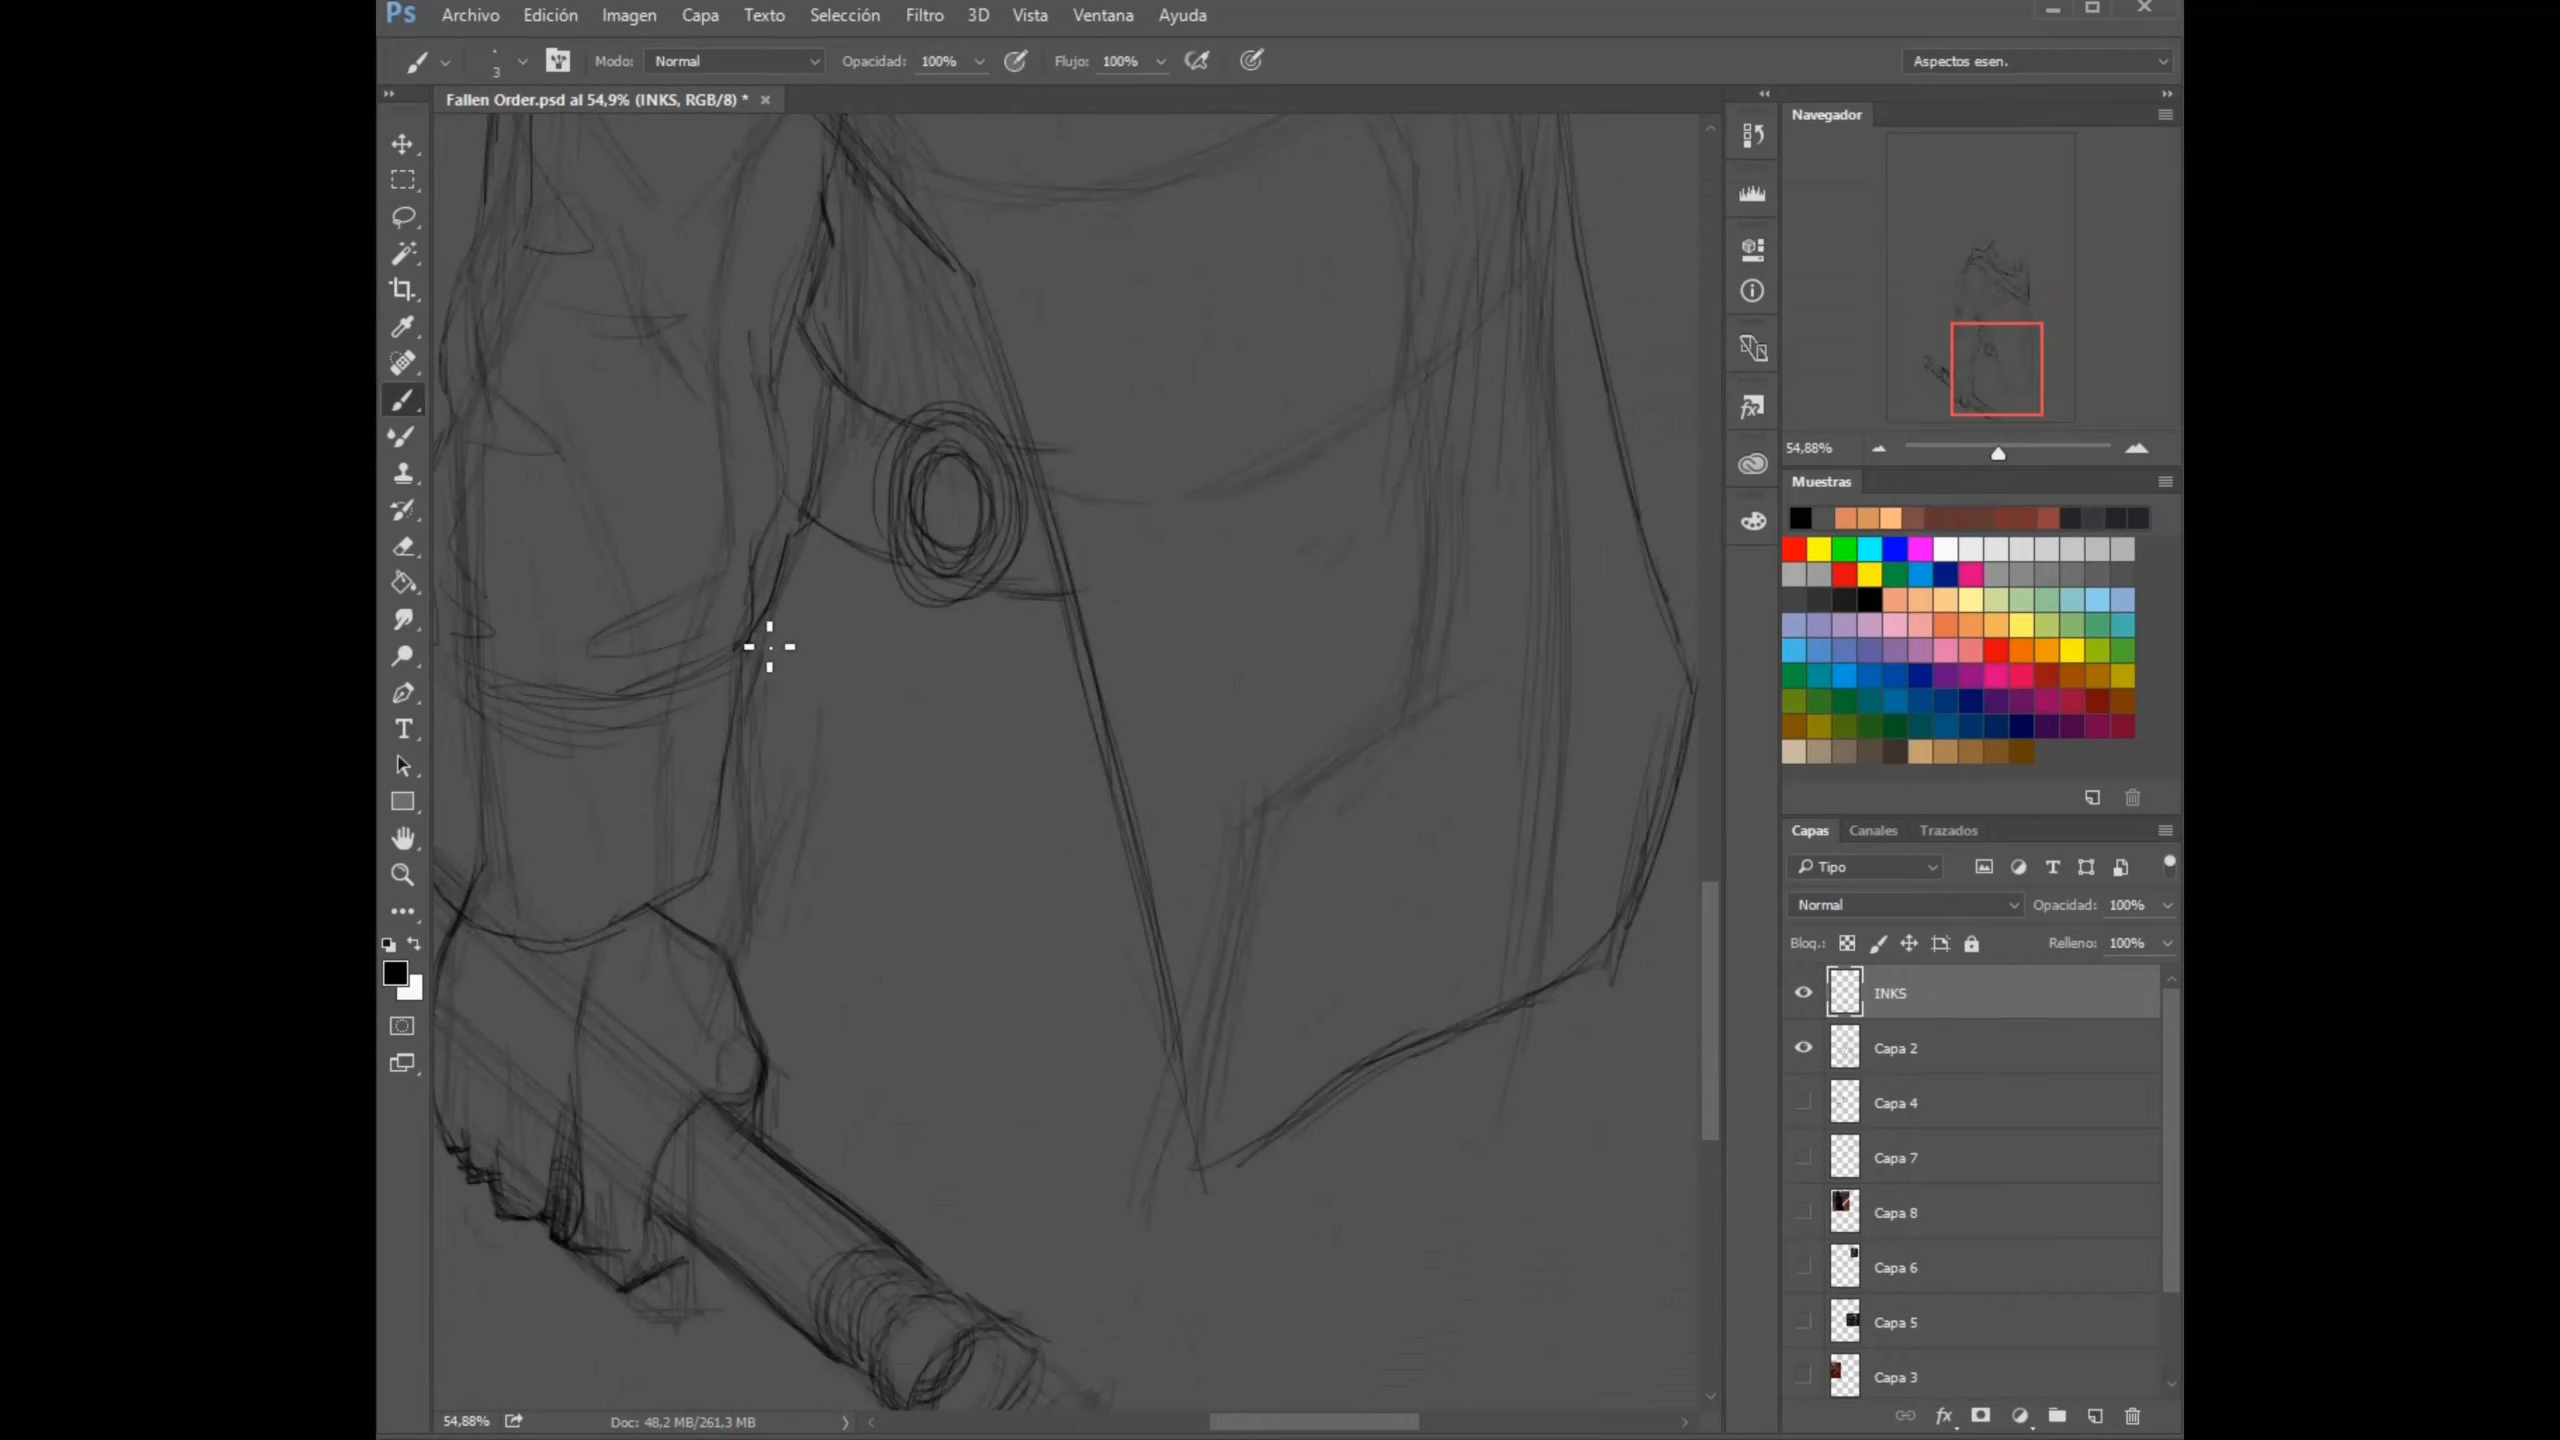 Ps Archivo Edición Imagen Capa Texto Selección Filtro 3D Vista Ventana Ayuda
3 Modo: Normal Opacidad: 100% Flujo: 100% Aspectos esen.
Fallen Order.psd al 54,9% (INKS, RGB/8) *
Navegador
54,88%
Muestras
Capas Canales Trazados
Tipo
Normal Opacidad: 100%
Bloq.: Relleno: 100%
INKS
Capa 2
Capa 4
Capa 7
Capa 8
Capa 6
Capa 5
Capa 3
54,88% Doc: 48,2 MB/261,3 MB